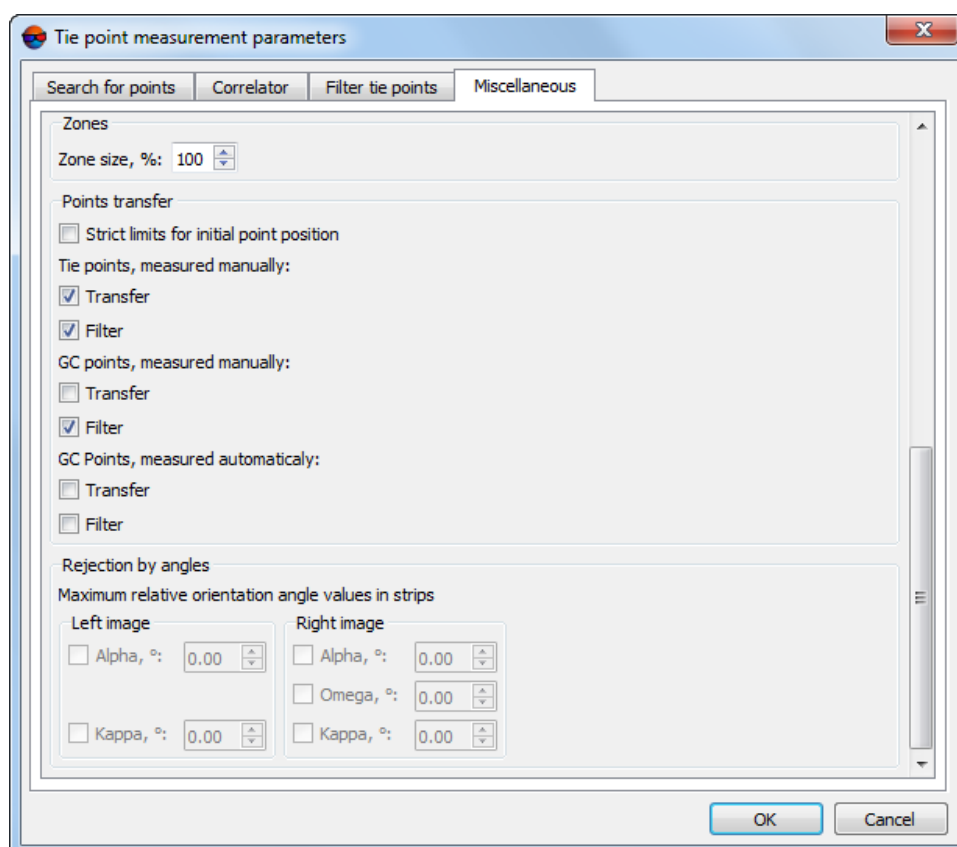 Tie point measurement parameters
Search for points Correlator Filter tie points Miscellaneous
Zones
Zone size, %: 100
Points transfer
Strict limits for initial point position
Tie points, measured manually:
Transfer
Filter
GC points, measured manually:
Transfer
Filter
GC Points, measured automaticaly:
Transfer
Filter
Rejection by angles
Maximum relative orientation angle values in strips
Left image Right image
Alpha, °: 0.00 Alpha, °: 0.00
Omega, °: 0.00
Kappa, °: 0.00 Kappa, °: 0.00
OK Cancel